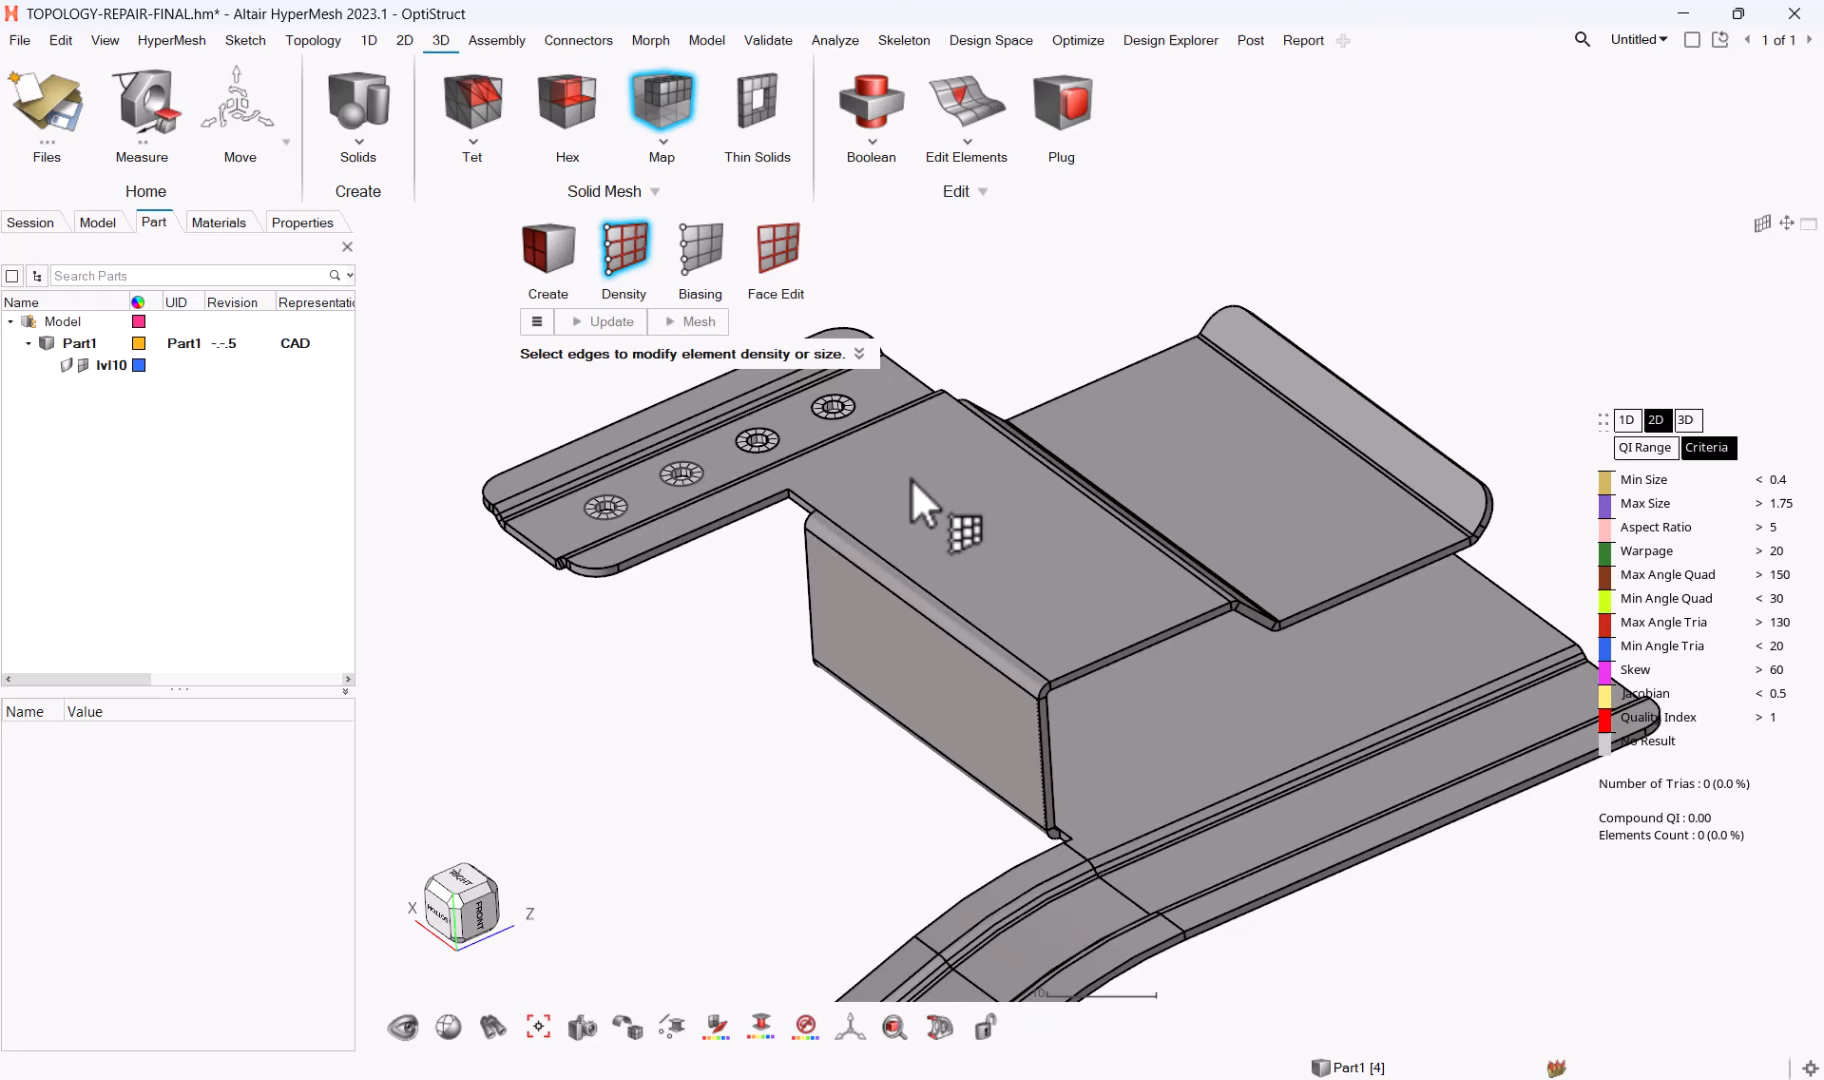 TOPOLOGY-REPAIR-FINAL.hm* - Altair HyperMesh 2023.1 - OptiStruct
File Edit View HyperMesh Sketch Topology 1D 2D 3D Assembly Connectors Morph Model Validate Analyze Skeleton Design Space Optimize Design Explorer Post Report Untitled 1 of 1
Files Measure Move Solids Tet Hex Map Thin Solids Boolean Edit Elements Plug
Home Create Solid Mesh Edit
Session Model Part Materials Properties
Search Parts
Name UID Revision Representatio
Model
Part1 Part1 -.-.5 CAD
lvl10
Create Density Biasing Face Edit
Update Mesh
Select edges to modify element density or size.
1D 2D 3D
QI Range Criteria
Min Size < 0.4
Max Size > 1.75
Aspect Ratio > 5
Warpage > 20
Max Angle Quad > 150
Min Angle Quad < 30
Max Angle Tria > 130
Min Angle Tria < 20
Skew > 60
Jacobian < 0.5
Quality Index > 1
No Result
Number of Trias : 0 (0.0 %)
Compound QI : 0.00
Elements Count : 0 (0.0 %)
Name Value
RIGHT
BOTTOM FRONT
X Z
10
Part1 [4]